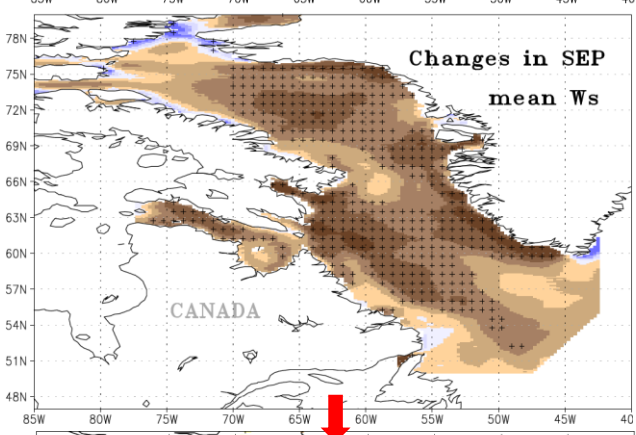 Changes in SEP
mean Ws
78N
75N
72N
69N
66N
63N
60N
57N
CANADA
54N
51N
48N
85W 80W 75W 70W 65W 60W 55W 50W 45W 40